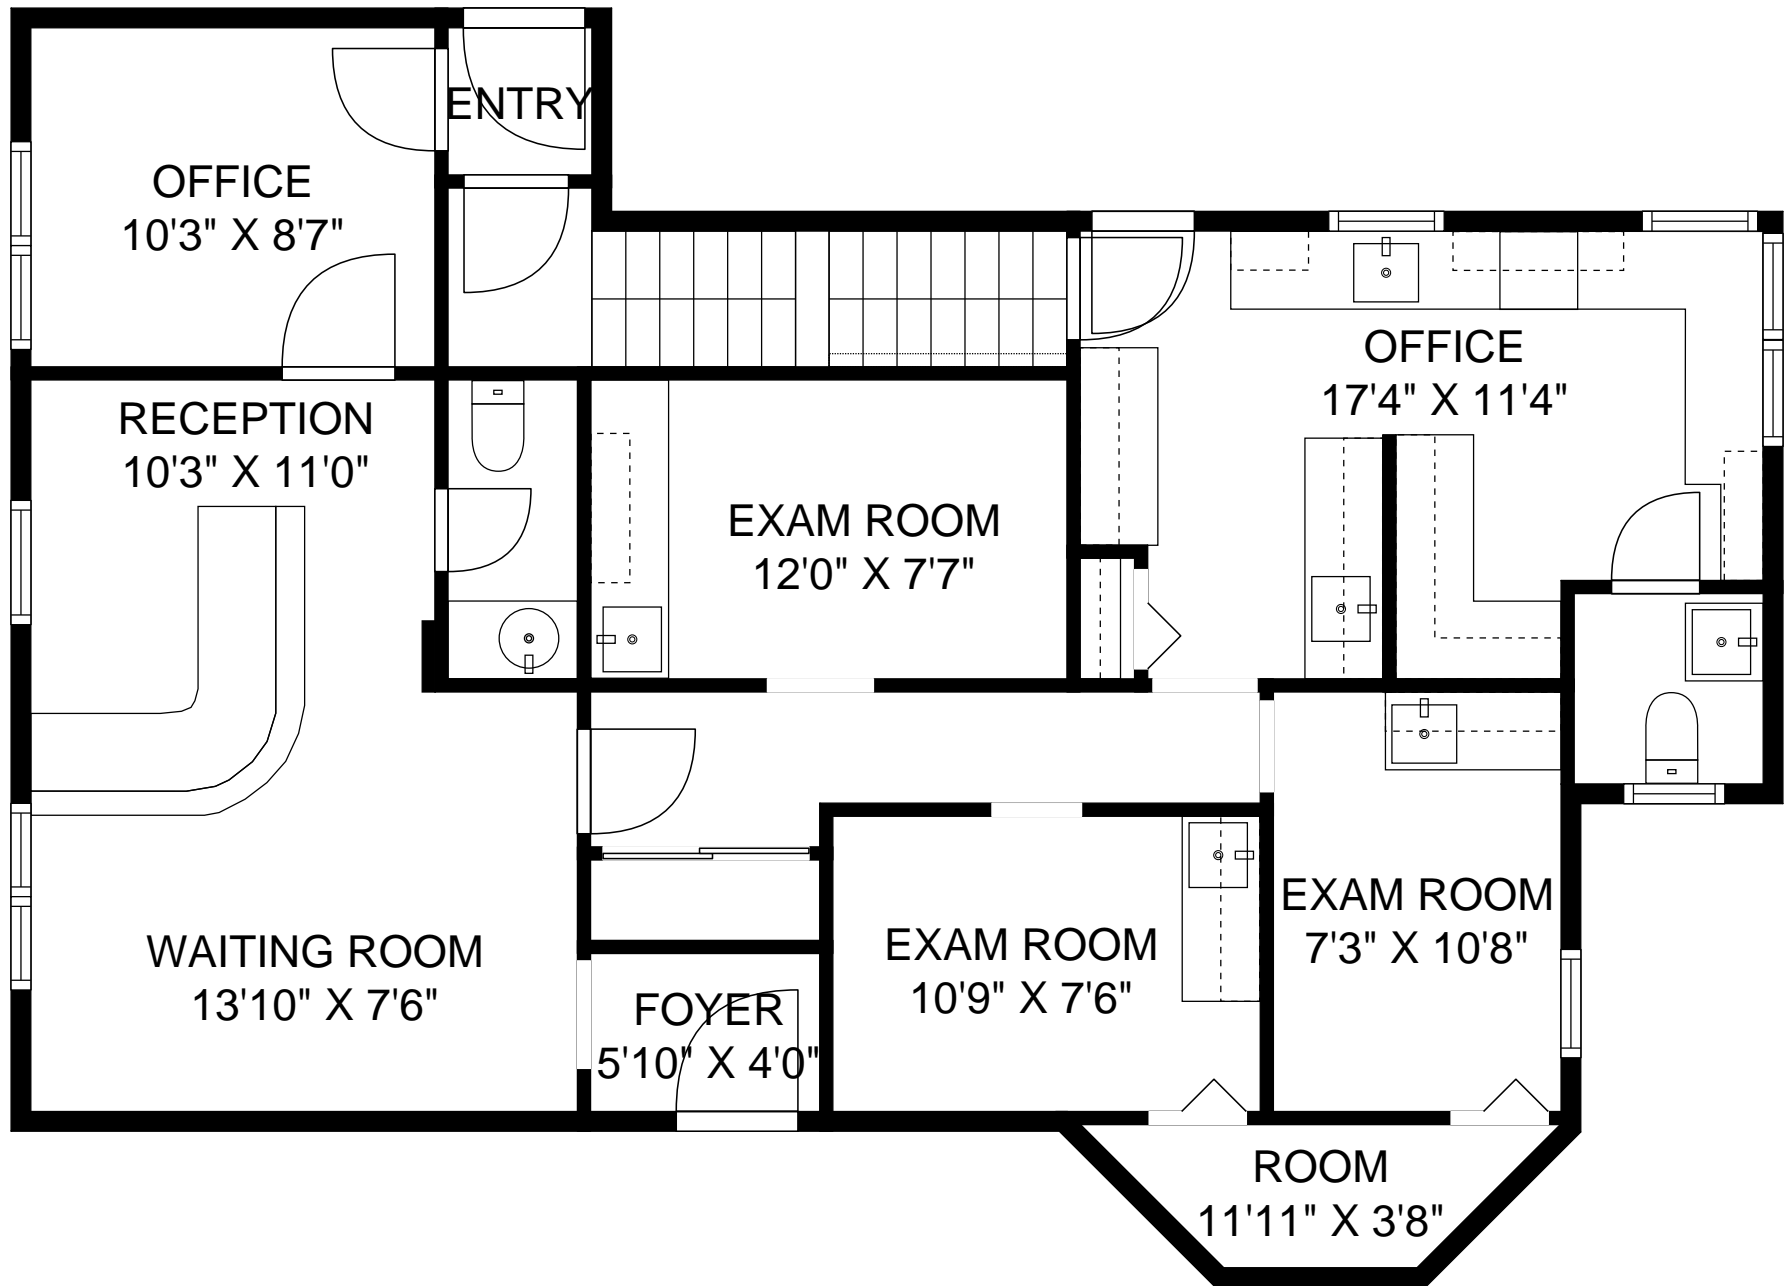 ENTRY
OFFICE
10'3" X 8'7"
OFFICE
17'4" X 11'4"
RECEPTION
10'3" X 11'0"
EXAM ROOM
12'0" X 7'7"
EXAM ROOM
7'3" X 10'8"
WAITING ROOM
13'10" X 7'6"
EXAM ROOM
10'9" X 7'6"
FOYER
5'10" X 4'0"
ROOM
11'11" X 3'8"